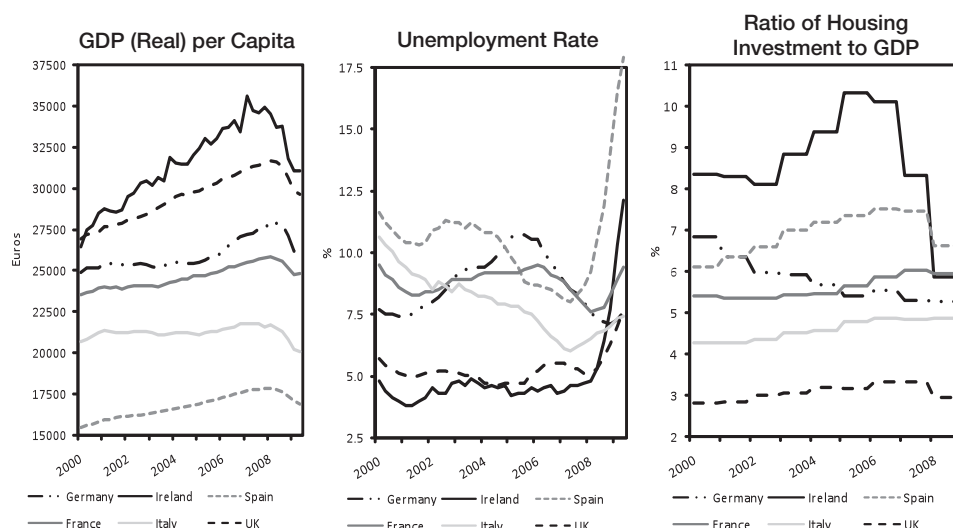 GDP (Real) per Capita
37500
35000
32500
30000
27500
25000
22500
20000
17500
15000
Euros
2000
2002
2004
2006
2008
Germany
Ireland
Spain
France
Italy
UK
Unemployment Rate
17.5
15.0
12.5
10.0
7.5
5.0
2.5
%
2000
2002
2004
2006
2008
Germany
Ireland
Spain
France
Italy
UK
Ratio of Housing
Investment to GDP
11
10
9
8
7
6
5
4
3
2
%
2000
2002
2004
2006
2008
Germany
Ireland
Spain
France
Italy
UK